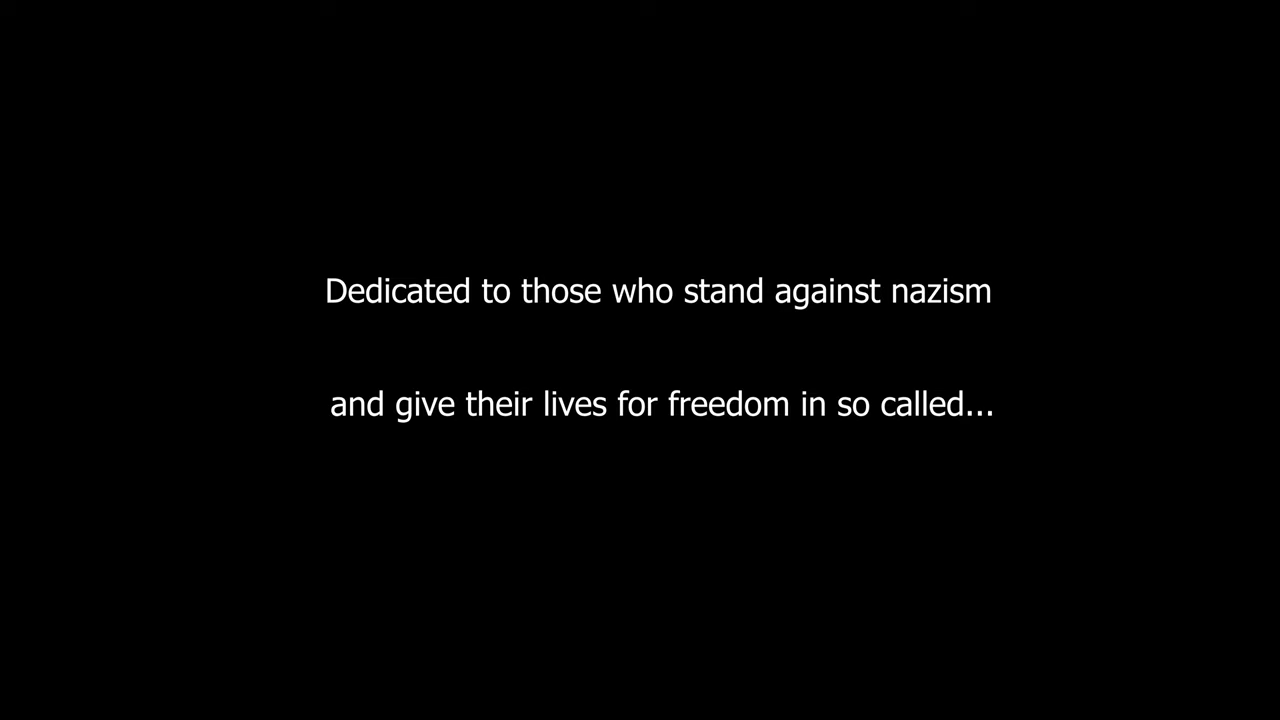 Dedicated to those who stand against nazism
and give their lives for freedom in so called...